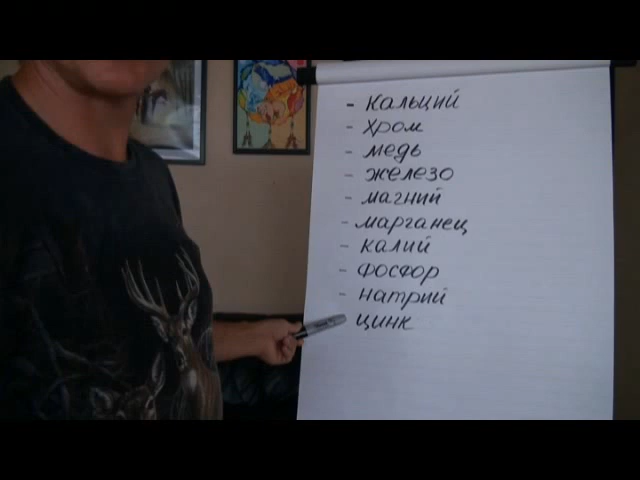 - кальций
- хром
- медь
- железо
- магний
- марганец
- калий
- фосфор
- натрий
цинк